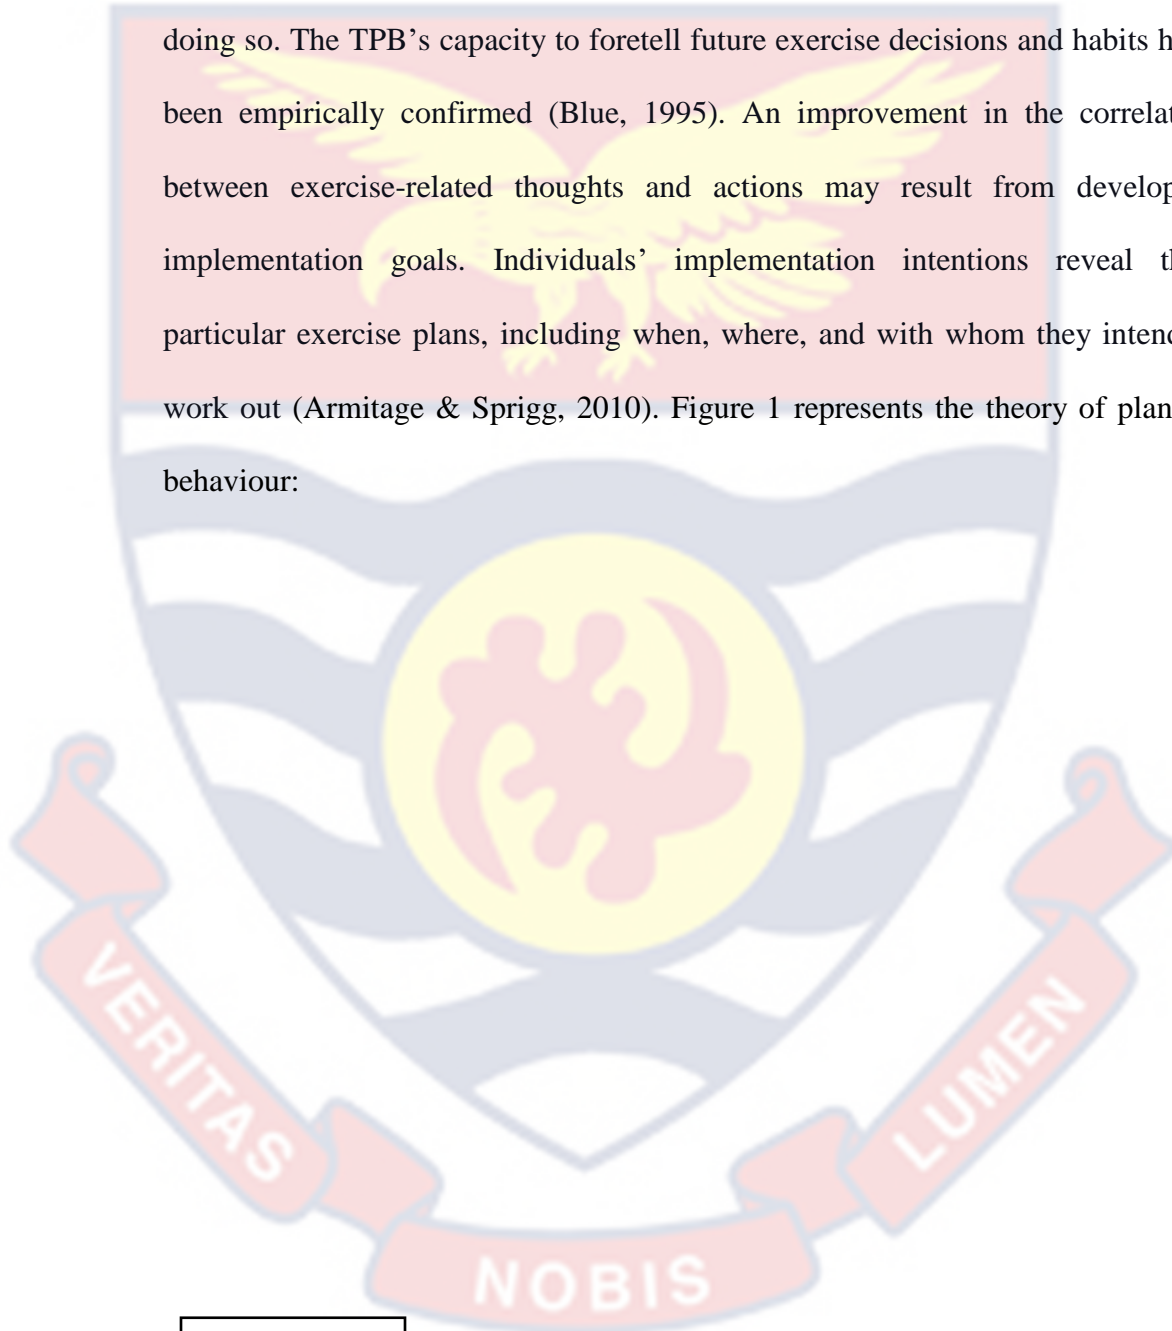 doing so. The TPB’s capacity to foretell future exercise decisions and habits h
been empirically confirmed (Blue, 1995). An improvement in the correlat
between exercise-related thoughts and actions may result from develop
implementation goals. Individuals’ implementation intentions reveal th
particular exercise plans, including when, where, and with whom they intend
work out (Armitage & Sprigg, 2010). Figure 1 represents the theory of plan
behaviour:
VERITAS
NOBIS
LUMEN